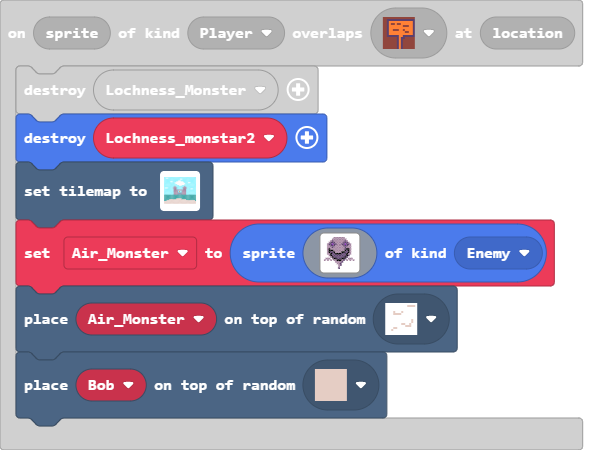 on sprite of kind Player overlaps at location
destroy Lochness_Monster
destroy Lochness_monstar2
set tilemap to
set Air_Monster to sprite of kind Enemy
place Air_Monster on top of random
place Bob on top of random